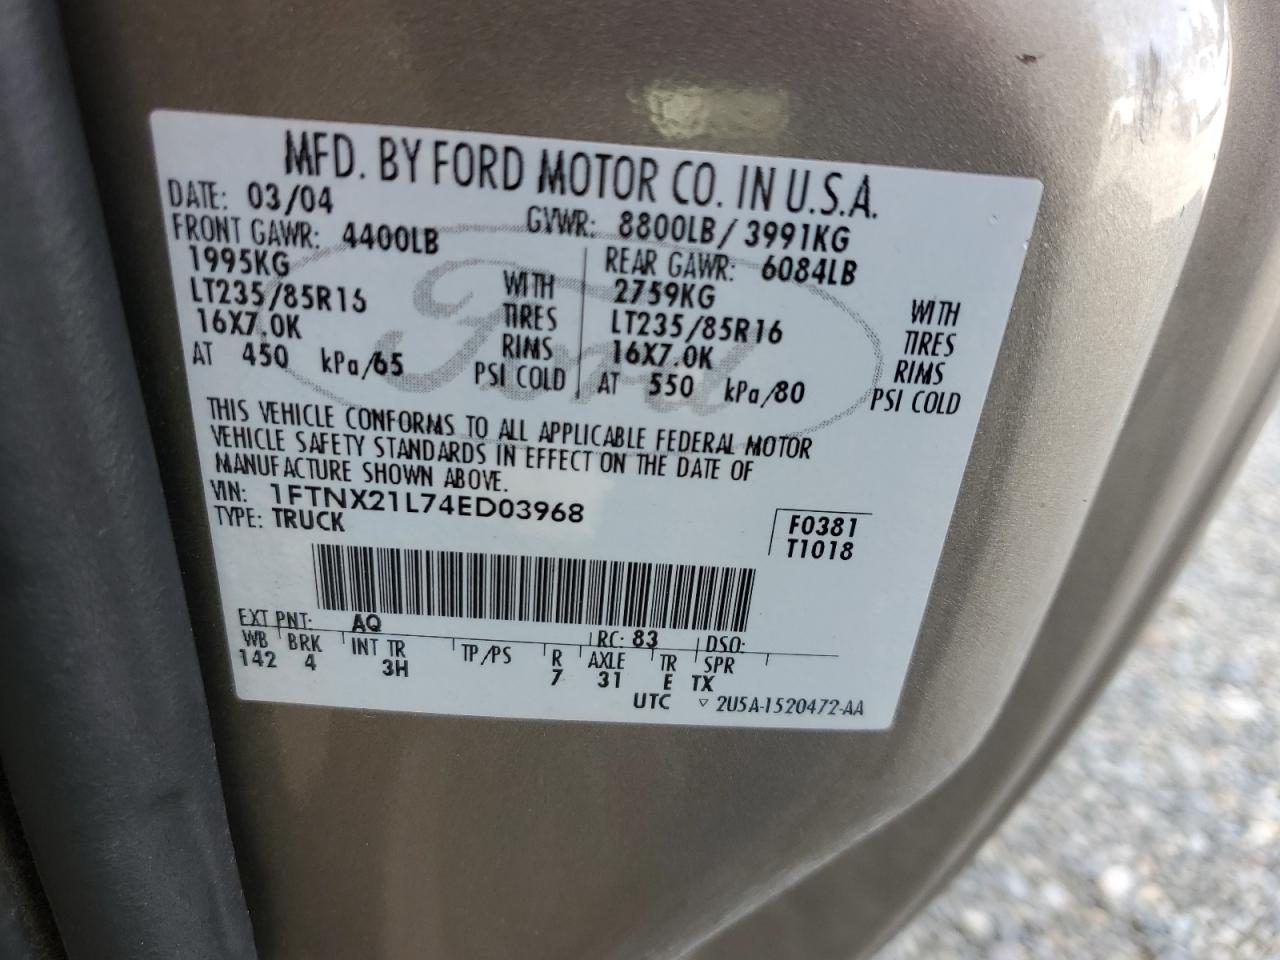 MFD. BY FORD MOTOR CO. IN U.S.A.
DATE: 03/04 GVWR: 8800LB / 3991KG
FRONT GAWR: 4400LB REAR GAWR: 6084LB
1995KG WITH 2759KG WITH
LT235/85R16 TIRES LT235/85R16 TIRES
16X7.0K RIMS 16X7.0K RIMS
AT 450 kPa/65 PSI COLD AT 550 kPa/80 PSI COLD
Ford
THIS VEHICLE CONFORMS TO ALL APPLICABLE FEDERAL MOTOR
VEHICLE SAFETY STANDARDS IN EFFECT ON THE DATE OF
MANUFACTURE SHOWN ABOVE.
VIN: 1FTNX21L74ED03968
TYPE: TRUCK
F0381
T1018
EXT PNT: AQ RC: 83 DSO:
WB BRK INT TR TP/PS R AXLE TR SPR
142 4 3H 7 31 E TX
UTC ▽ 2U5A-1520472-AA